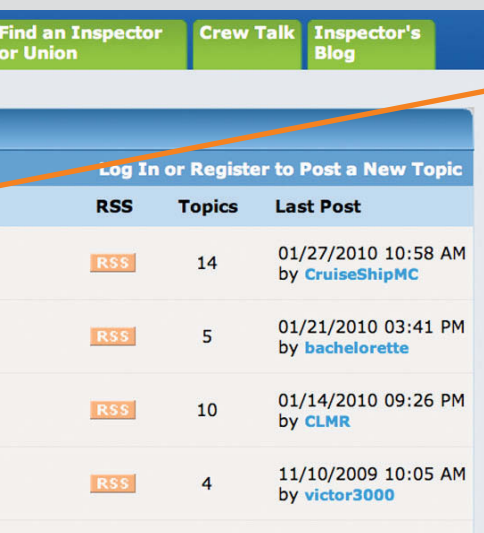 Find an Inspector
or Union
Crew Talk
Inspector's
Blog
Log In or Register to Post a New Topic
RSS Topics Last Post
RSS 14 01/27/2010 10:58 AM
by CruiseShipMC
RSS 5 01/21/2010 03:41 PM
by bachelorette
RSS 10 01/14/2010 09:26 PM
by CLMR
RSS 4 11/10/2009 10:05 AM
by victor3000